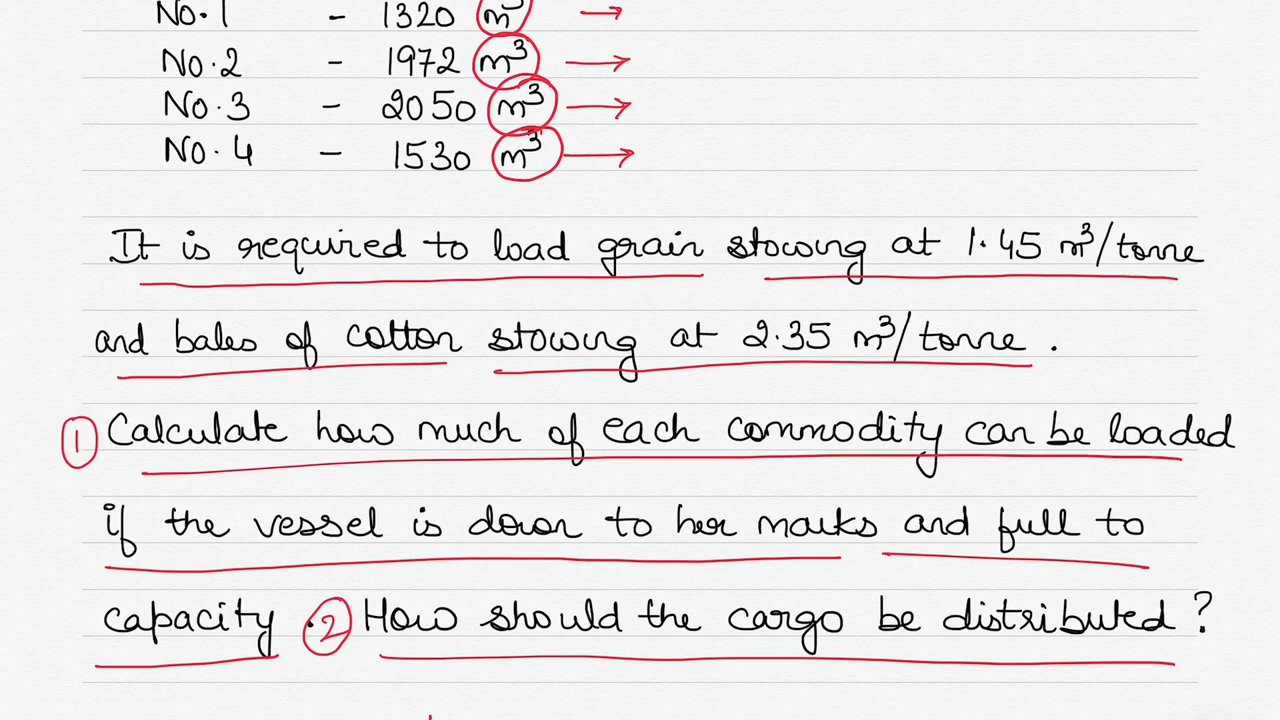 No. 1 - 1320 m³ →
No. 2 - 1972 m³ →
No. 3 - 2050 m³ →
No. 4 - 1530 m³ →
It is required to load grain stowing at 1.45 m³/tonne
and bales of cotton stowing at 2.35 m³/tonne .
① Calculate how much of each commodity can be loaded
if the vessel is down to her marks and full to
capacity . ② How should the cargo be distributed ?